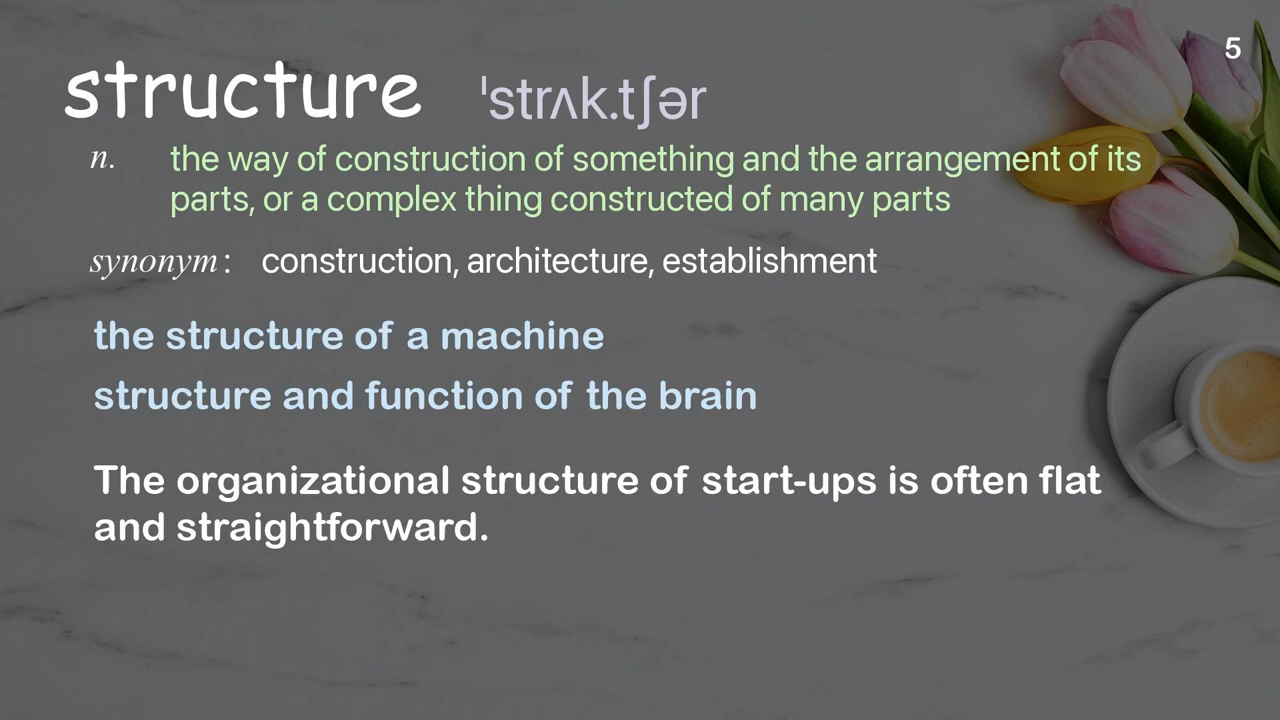 5
structure ˈstrʌk.tʃər
n. the way of construction of something and the arrangement of its
parts, or a complex thing constructed of many parts
synonym: construction, architecture, establishment
the structure of a machine
structure and function of the brain
The organizational structure of start-ups is often flat
and straightforward.